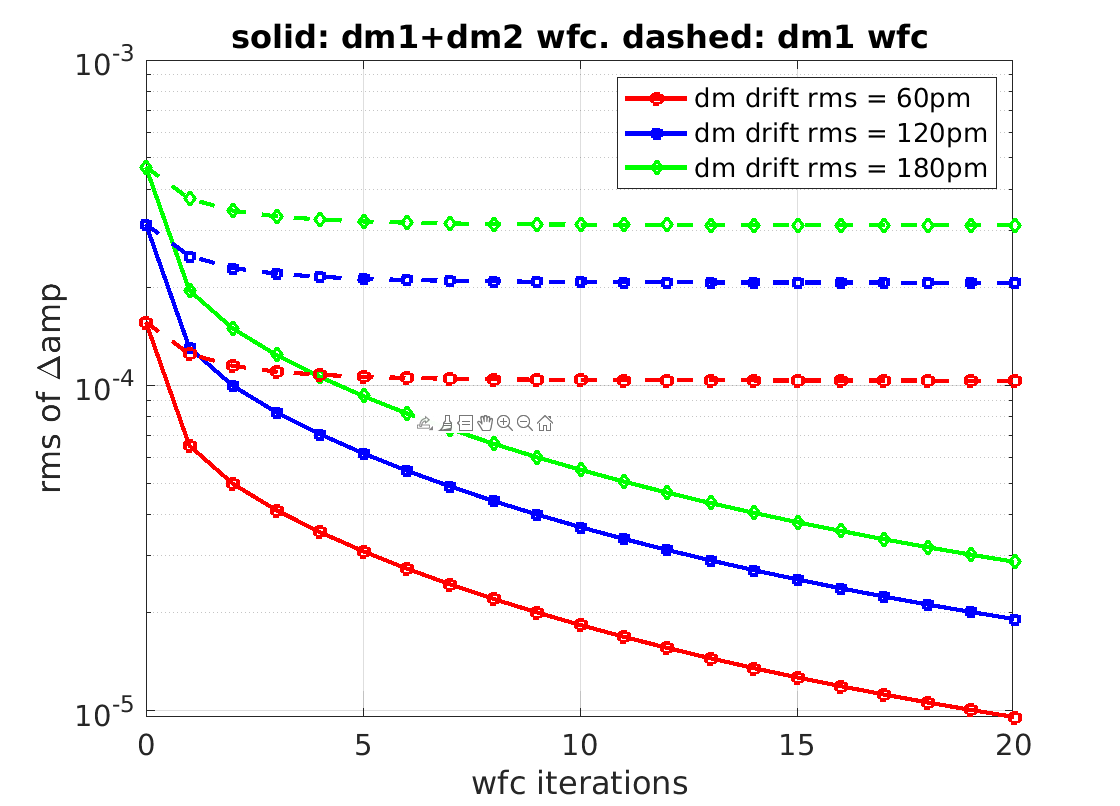 solid: dm1+dm2 wfc. dashed: dm1 wfc
10-3
dm drift rms = 60pm
dm drift rms = 120pm
dm drift rms = 180pm
rms of Δamp
10-4
10-5
0 5 10 15 20
wfc iterations